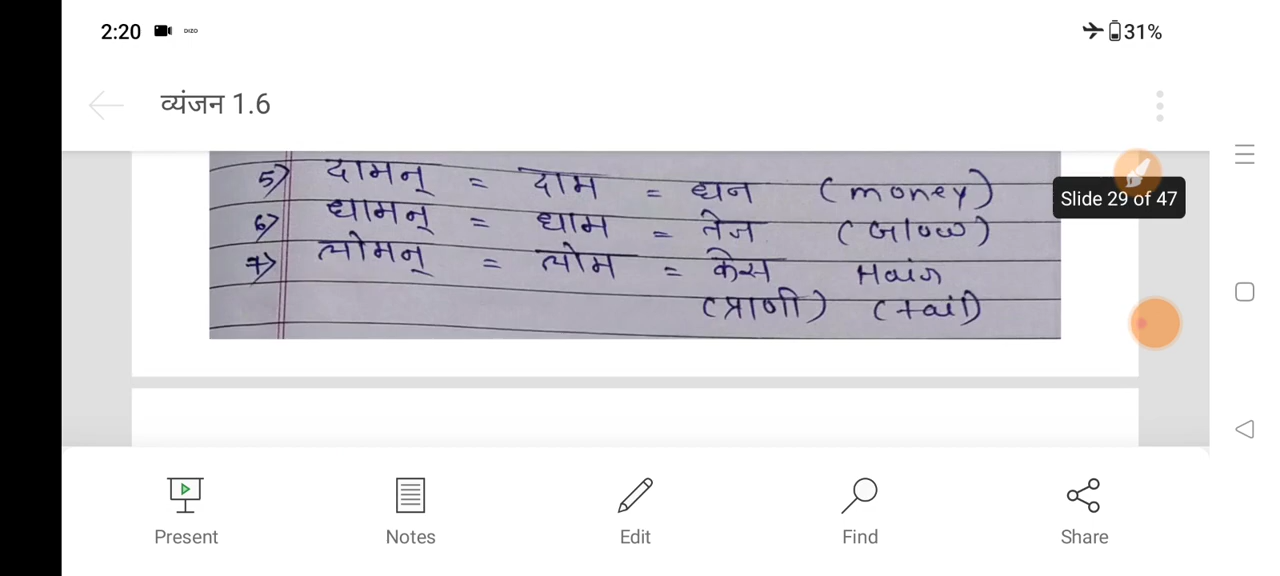 2:20 DIZO 31%
व्यंजन 1.6
Slide 29 of 47
5) दामन् = दाम = धन (money)
6) धामन् = धाम = तेज
7) लोमन् = लोम = केस Hair
(प्राणी) (tail)
Present Notes Edit Find Share